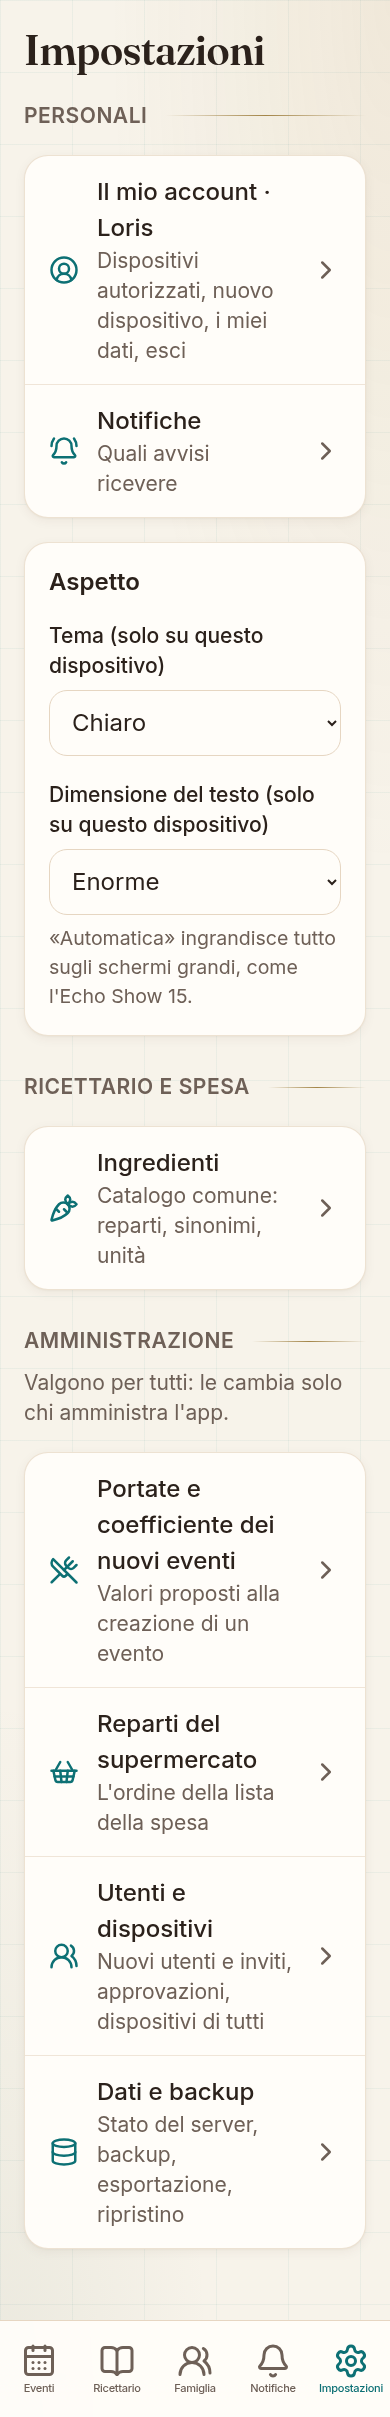 Impostazioni
PERSONALI
Il mio account ·
Loris
Dispositivi
autorizzati, nuovo
dispositivo, i miei
dati, esci
Notifiche
Quali avvisi
ricevere
Aspetto
Tema (solo su questo
dispositivo)
Chiaro
Dimensione del testo (solo
su questo dispositivo)
Enorme
«Automatica» ingrandisce tutto
sugli schermi grandi, come
l'Echo Show 15.
RICETTARIO E SPESA
Ingredienti
Catalogo comune:
reparti, sinonimi,
unità
AMMINISTRAZIONE
Valgono per tutti: le cambia solo
chi amministra l'app.
Portate e
coefficiente dei
nuovi eventi
Valori proposti alla
creazione di un
evento
Reparti del
supermercato
L'ordine della lista
della spesa
Utenti e
dispositivi
Nuovi utenti e inviti,
approvazioni,
dispositivi di tutti
Dati e backup
Stato del server,
backup,
esportazione,
ripristino
Eventi
Ricettario
Famiglia
Notifiche
Impostazioni